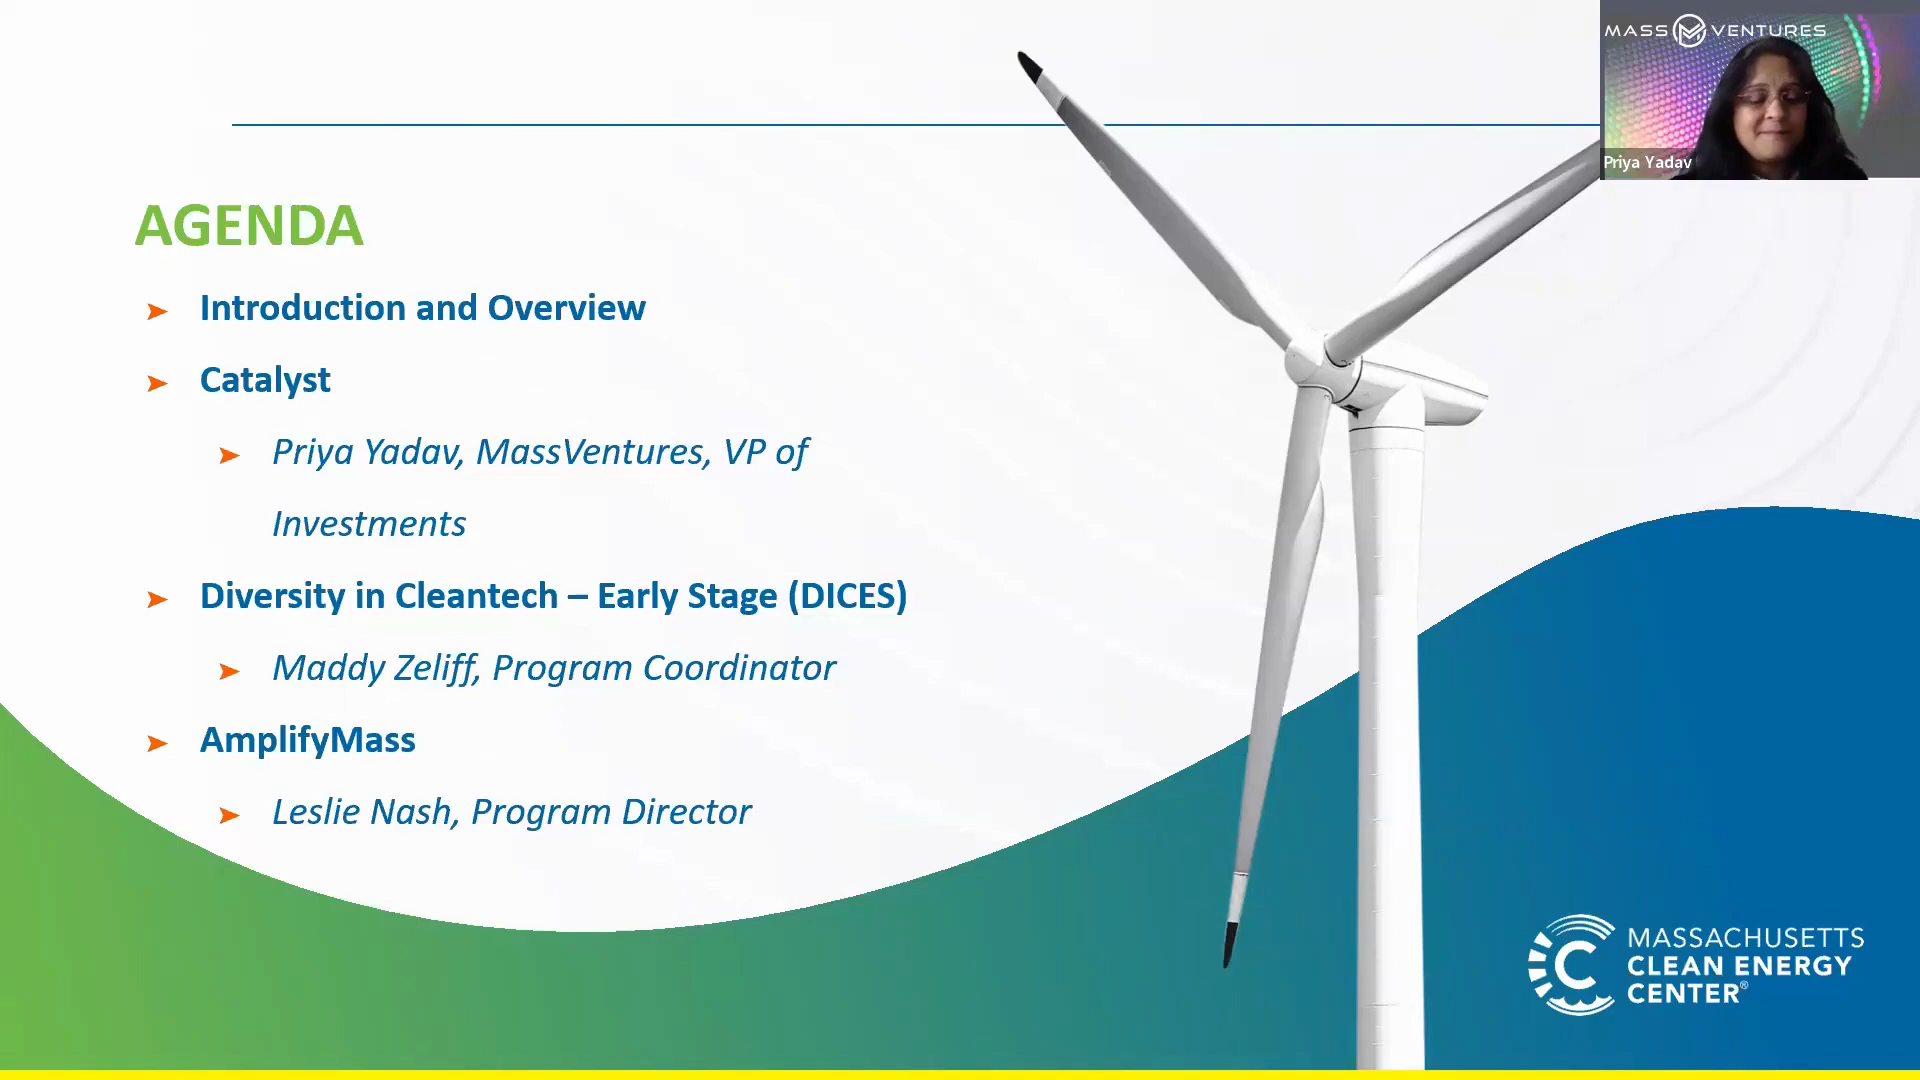 MASS VENTURES
Priya Yadav
AGENDA
➤ Introduction and Overview
➤ Catalyst
➤ Priya Yadav, MassVentures, VP of
Investments
➤ Diversity in Cleantech – Early Stage (DICES)
➤ Maddy Zeliff, Program Coordinator
➤ AmplifyMass
➤ Leslie Nash, Program Director
MASSACHUSETTS
CLEAN ENERGY
CENTER®